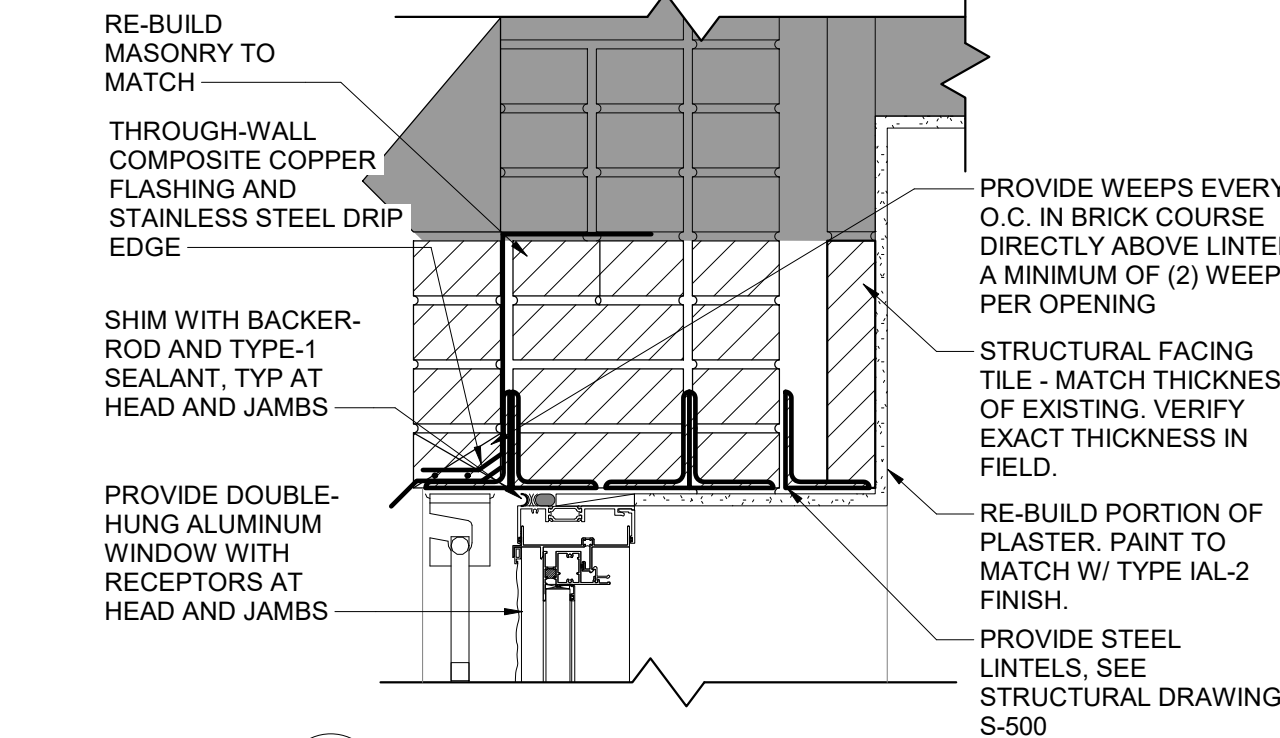 RE-BUILD
MASONRY TO
MATCH
THROUGH-WALL
COMPOSITE COPPER
FLASHING AND
STAINLESS STEEL DRIP
EDGE
SHIM WITH BACKER-
ROD AND TYPE-1
SEALANT, TYP AT
HEAD AND JAMBS
PROVIDE DOUBLE-
HUNG ALUMINUM
WINDOW WITH
RECEPTORS AT
HEAD AND JAMBS
PROVIDE WEEPS EVERY
O.C. IN BRICK COURSE
DIRECTLY ABOVE
A MINIMUM OF (2)
PER OPENING
STRUCTURAL FACING
TILE - MATCH
OF EXISTING. VERIFY
EXACT THICKNESS IN
FIELD.
RE-BUILD PORTION OF
PLASTER. PAINT TO
MATCH W/ TYPE IAL-2
FINISH.
PROVIDE STEEL
LINTELS, SEE
STRUCTURAL DRAWING
S-500